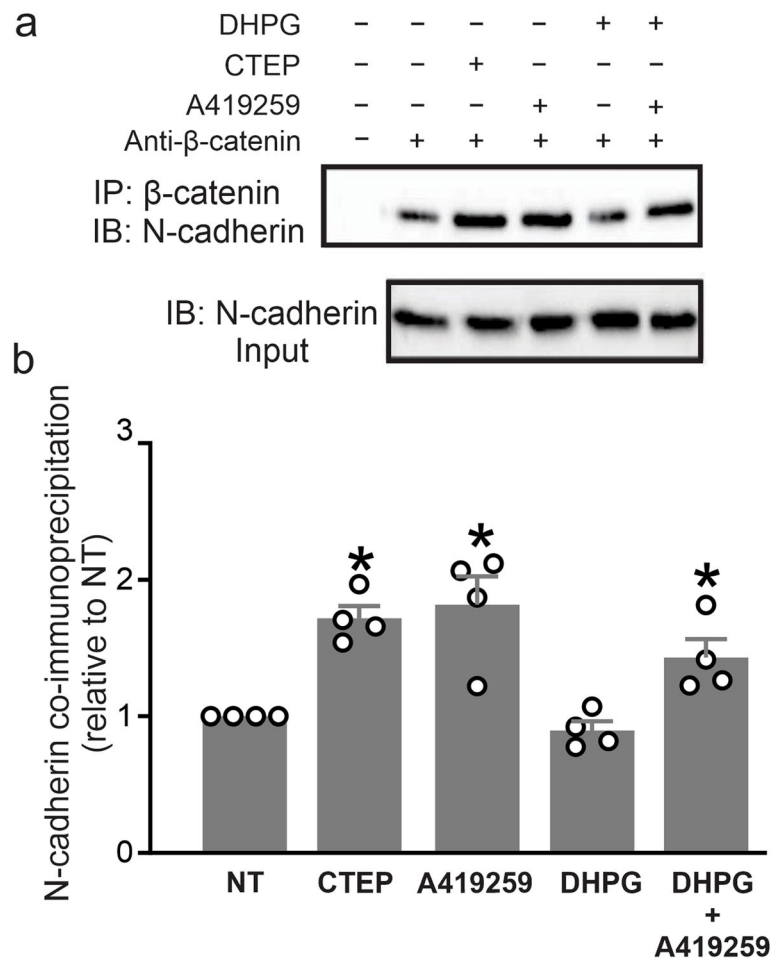 a
DHPG − − − − + +
CTEP − − + − − −
A419259 − − − + − +
Anti-β-catenin − + + + + +
IP: β-catenin
IB: N-cadherin
IB: N-cadherin
Input
b
N-cadherin co-immunoprecipitation
(relative to NT)
3
2
1
0
* * *
NT CTEP A419259 DHPG DHPG
+
A419259